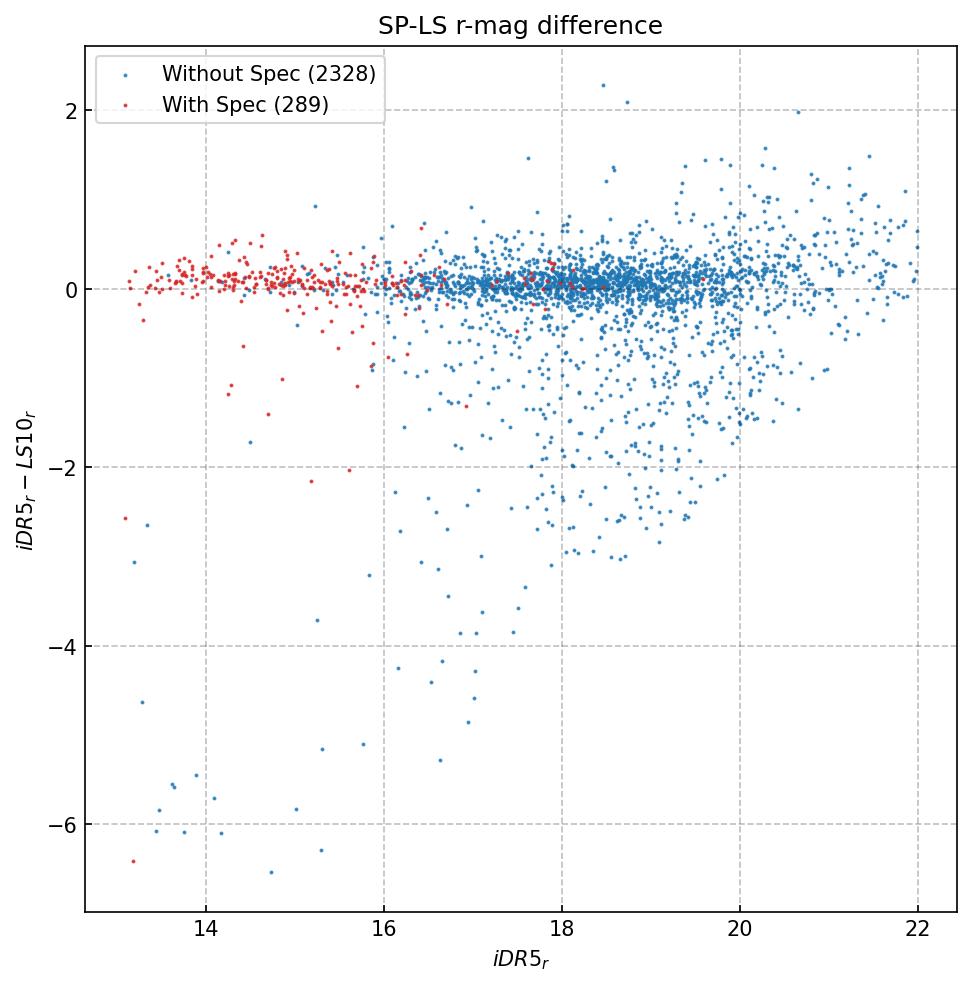 SP-LS r-mag difference
Without Spec (2328)
With Spec (289)
2
0
−2
−4
−6
iDR5r − LS10r
14 16 18 20 22
iDR5r